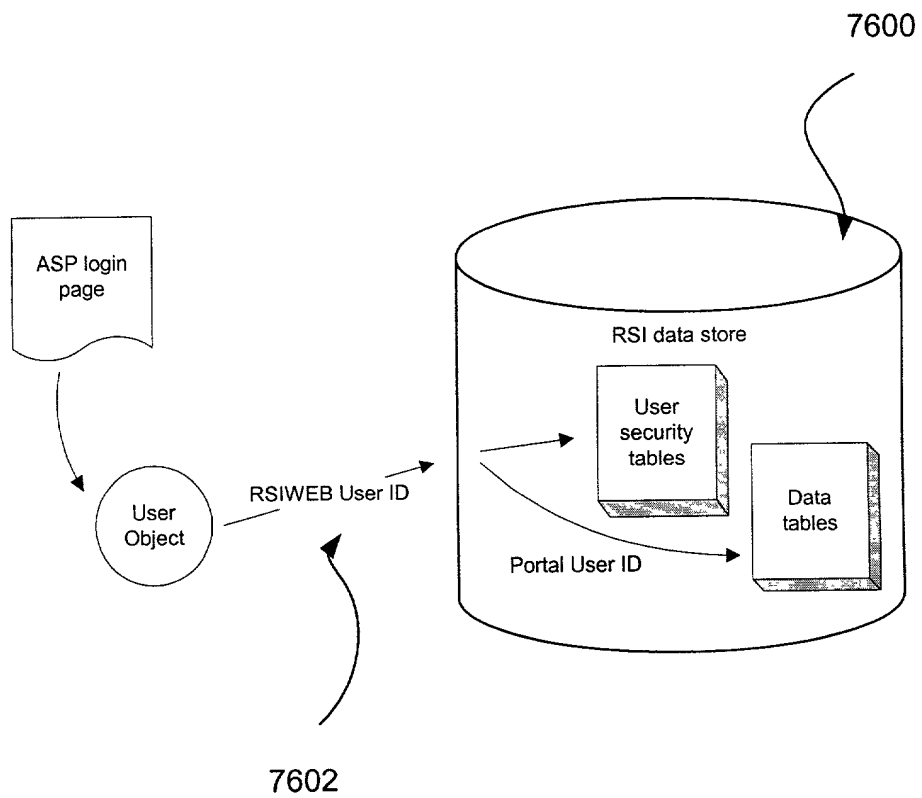 7600
ASP login
page
RSI data store
User
security
tables
RSIWEB User ID
User
Object
Data
tables
Portal User ID
7602